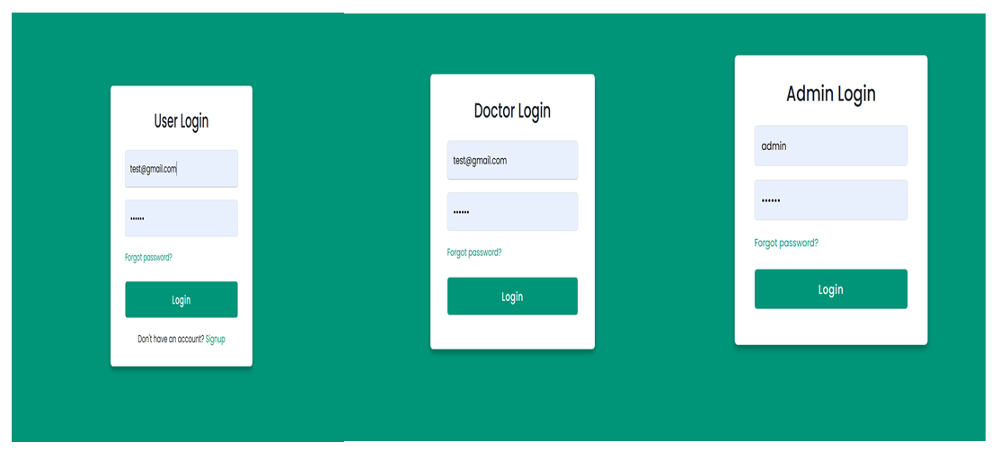 User Login
test@gmail.com
••••••
Forgot password?
Login
Don't have an account? Signup
Doctor Login
test@gmail.com
••••••
Forgot password?
Login
Admin Login
admin
••••••
Forgot password?
Login